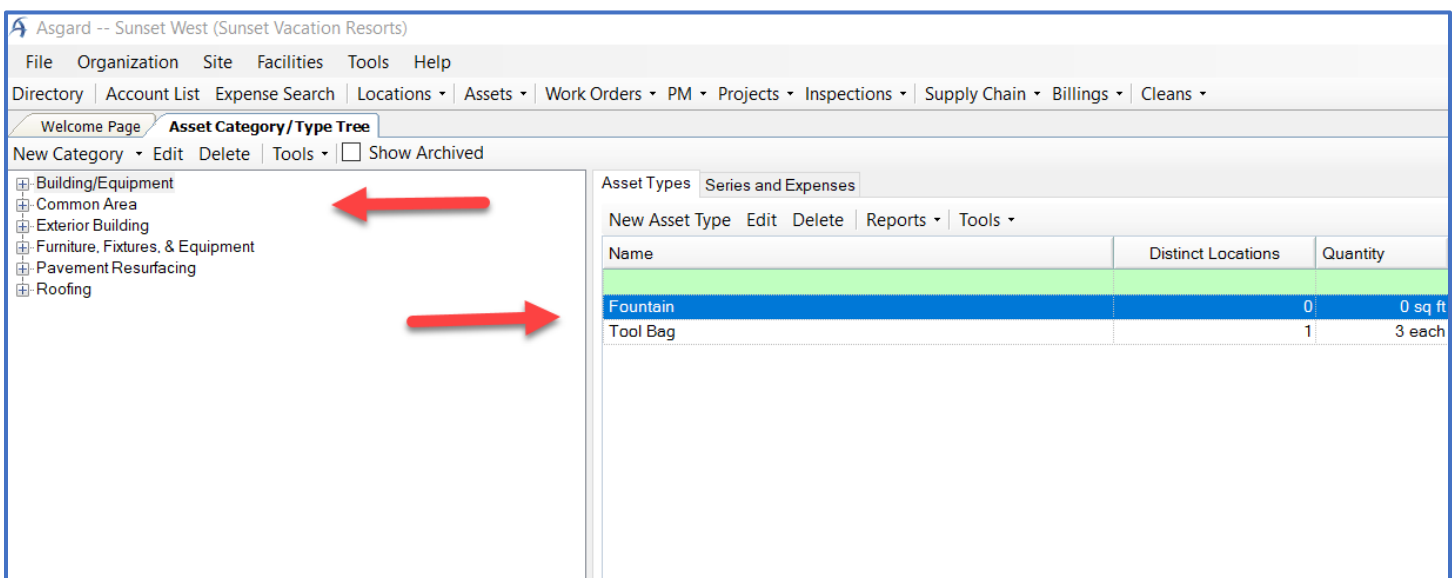 Asgard -- Sunset West (Sunset Vacation Resorts)
File Organization Site Facilities Tools Help
Directory Account List Expense Search Locations Assets Work Orders PM Projects Inspections Supply Chain Billings Cleans
Welcome Page Asset Category/Type Tree
New Category Edit Delete Tools Show Archived
Building/Equipment
Common Area
Exterior Building
Furniture, Fixtures, & Equipment
Pavement Resurfacing
Roofing
Asset Types Series and Expenses
New Asset Type Edit Delete Reports Tools
Name Distinct Locations Quantity
Fountain 0 0 sq ft
Tool Bag 1 3 each